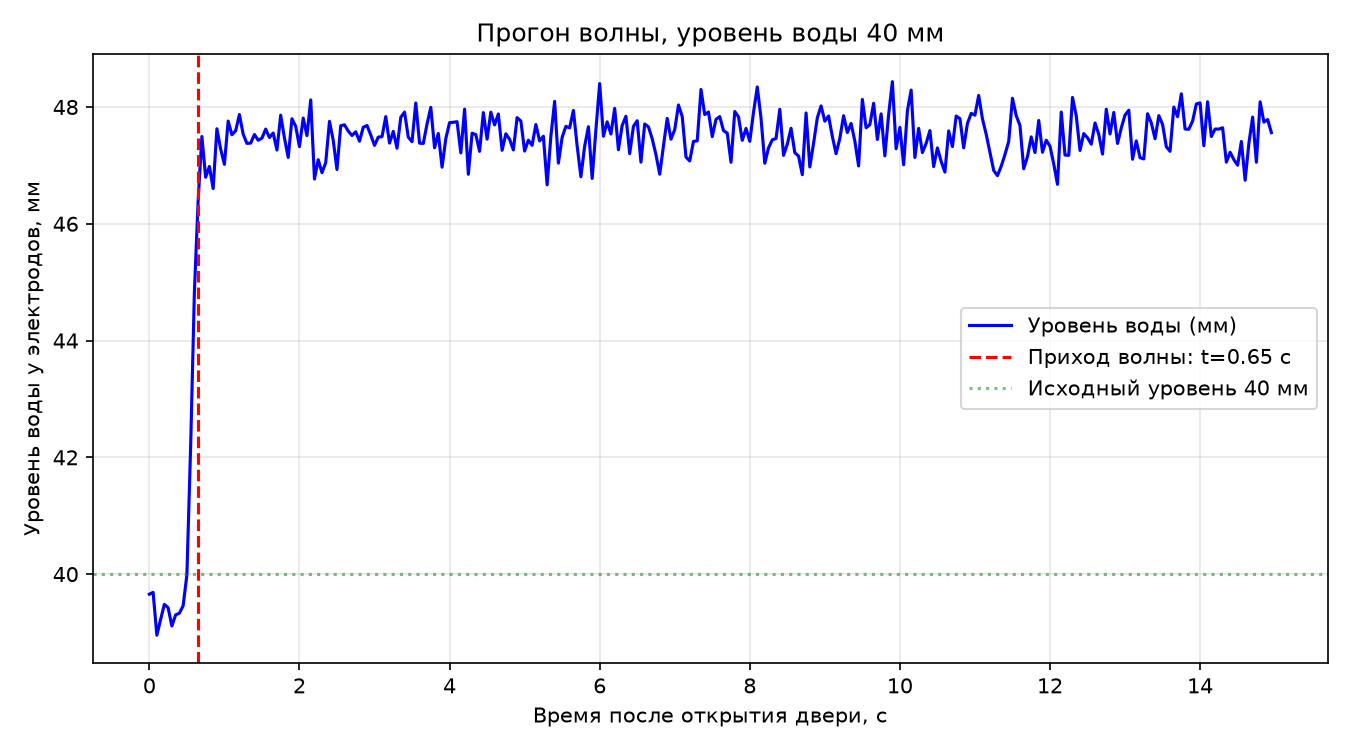 Прогон волны, уровень воды 40 мм
Уровень воды у электродов, мм
48
46
44
42
40
Уровень воды (мм)
Приход волны: t=0.65 с
Исходный уровень 40 мм
0 2 4 6 8 10 12 14
Время после открытия двери, с